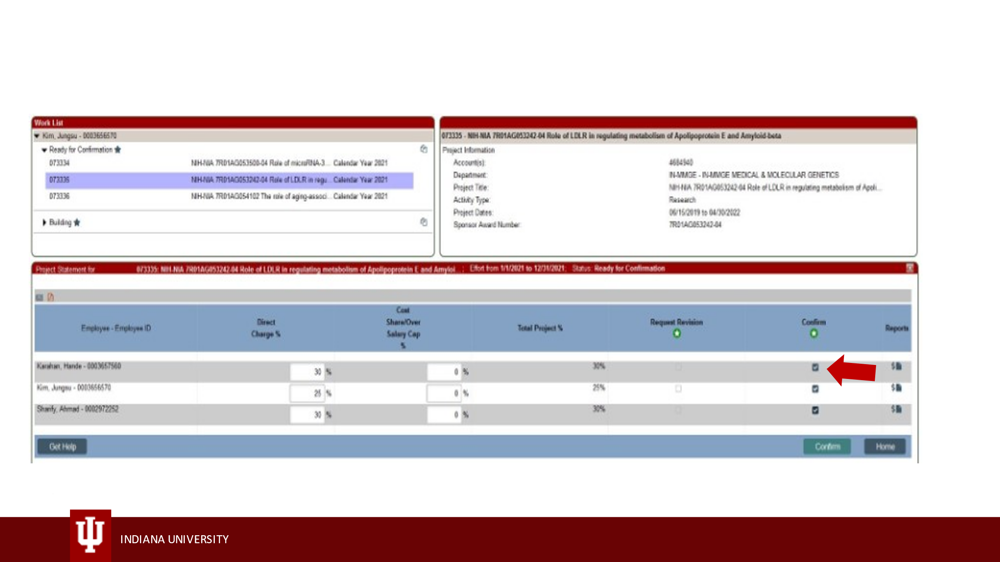 Work List
Kim, Jungsu - 0003656570
Ready for Confirmation
073334 NIH-NIA 7R01AG053500-04 Role of microRNA-3... Calendar Year 2021
073335 NIH-NIA 7R01AG053242-04 Role of LDLR in regu... Calendar Year 2021
073336 NIH-NIA 7R01AG054102 The role of aging-associ... Calendar Year 2021
Building
073335 - NIH-NIA 7R01AG053242-04 Role of LDLR in regulating metabolism of Apolipoprotein E and Amyloid-beta
Project Information
Account(s): 4684940
Department: IN-MMGE - IN-MMGE MEDICAL & MOLECULAR GENETICS
Project Title: NIH-NIA 7R01AG053242-04 Role of LDLR in regulating metabolism of Apoli...
Activity Type: Research
Project Dates: 06/15/2019 to 04/30/2022
Sponsor Award Number: 7R01AG053242-04
Project Statement for 073335: NIH-NIA 7R01AG053242-04 Role of LDLR in regulating metabolism of Apolipoprotein E and Amyloi... ; Effort from 1/1/2021 to 12/31/2021; Status: Ready for Confirmation
Employee - Employee ID
Direct
Charge %
Cost
Share/Over
Salary Cap
%
Total Project %
Request Revision
Confirm
Reports
Karahan, Hande - 0003657560 30 % 0 % 30% $
Kim, Jungsu - 0003656570 25 % 0 % 25% $
Sharify, Ahmad - 0002972252 30 % 0 % 30% $
Get Help Confirm Home
INDIANA UNIVERSITY